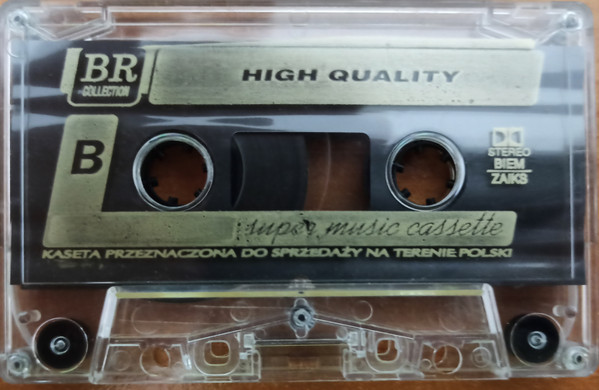 BR
COLLECTION
HIGH QUALITY
B
STEREO
BIEM
ZAIKS
super music cassette
KASETA PRZEZNACZONA DO SPRZEDAŻY NA TERENIE POLSKI